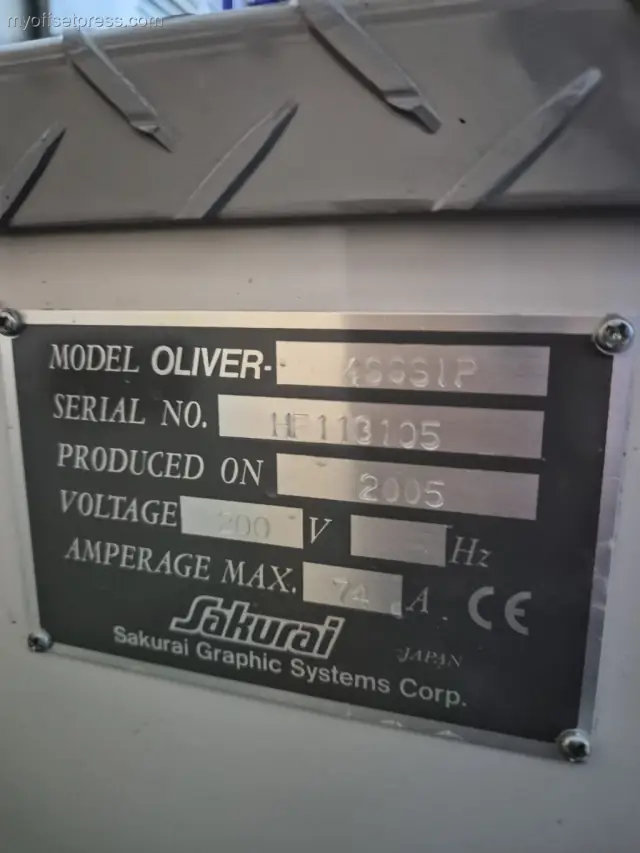 myoffsetpress.com
MODEL OLIVER-
SERIAL NO. HF113105
PRODUCED ON 2005
VOLTAGE 200 V Hz
AMPERAGE MAX. 74 A CE
Sakurai JAPAN
Sakurai Graphic Systems Corp.